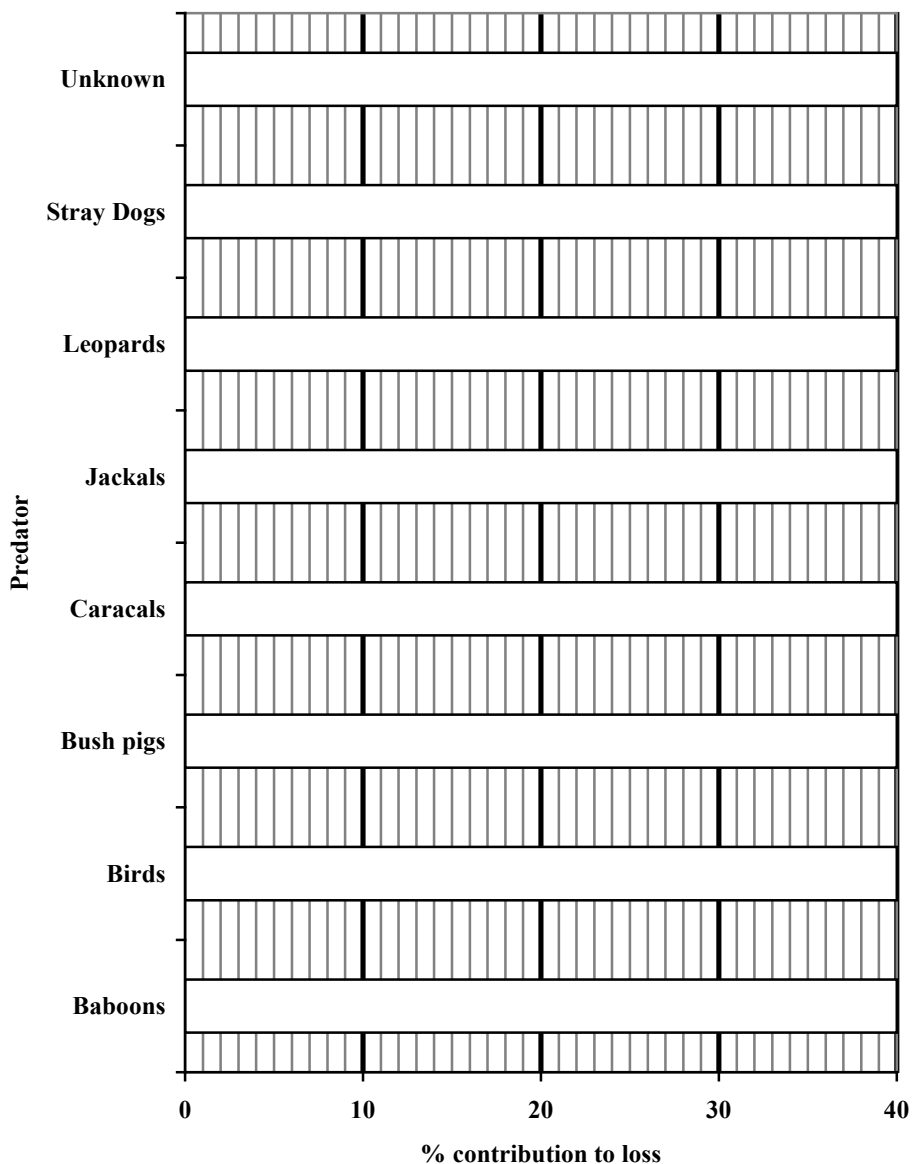 Unknown
Stray Dogs
Leopards
Jackals
Caracals
Bush pigs
Birds
Baboons
Predator
0 10 20 30 40
% contribution to loss